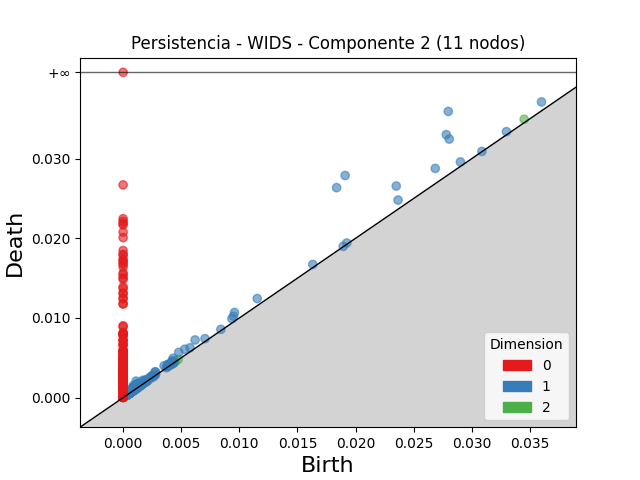 Persistencia - WIDS - Componente 2 (11 nodos)
+∞
0.030
0.020
0.010
0.000
Death
Dimension
0
1
2
0.000 0.005 0.010 0.015 0.020 0.025 0.030 0.035
Birth